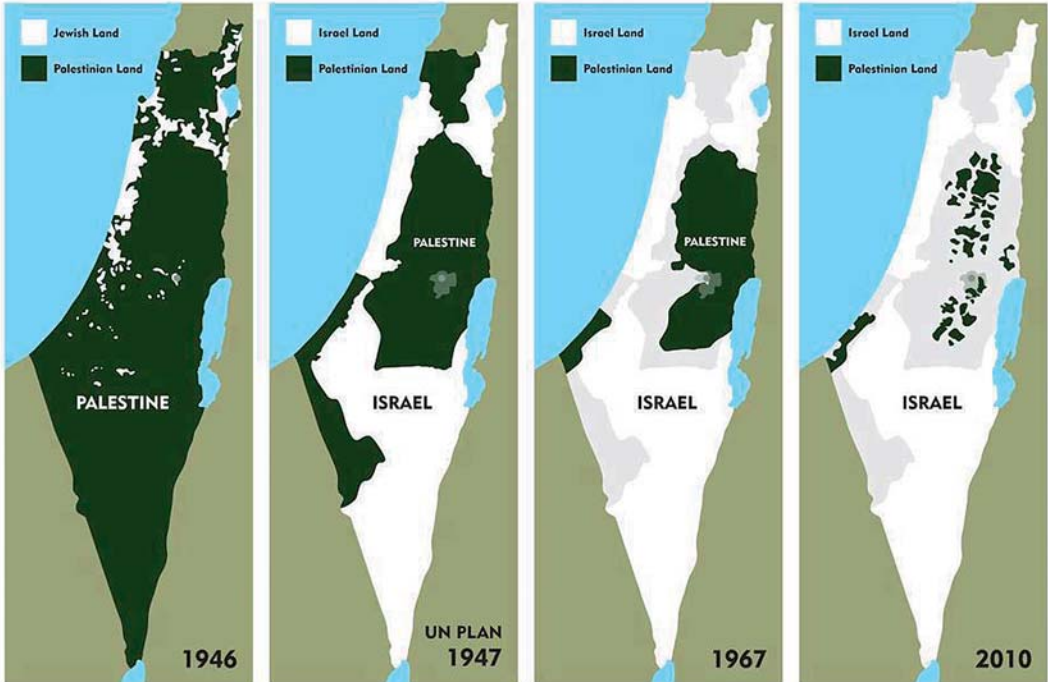 Jewish Land
Palestinian Land
PALESTINE
1946
Israel Land
Palestinian Land
PALESTINE
ISRAEL
UN PLAN
1947
Israel Land
Palestinian Land
PALESTINE
ISRAEL
1967
Israel Land
Palestinian Land
ISRAEL
2010